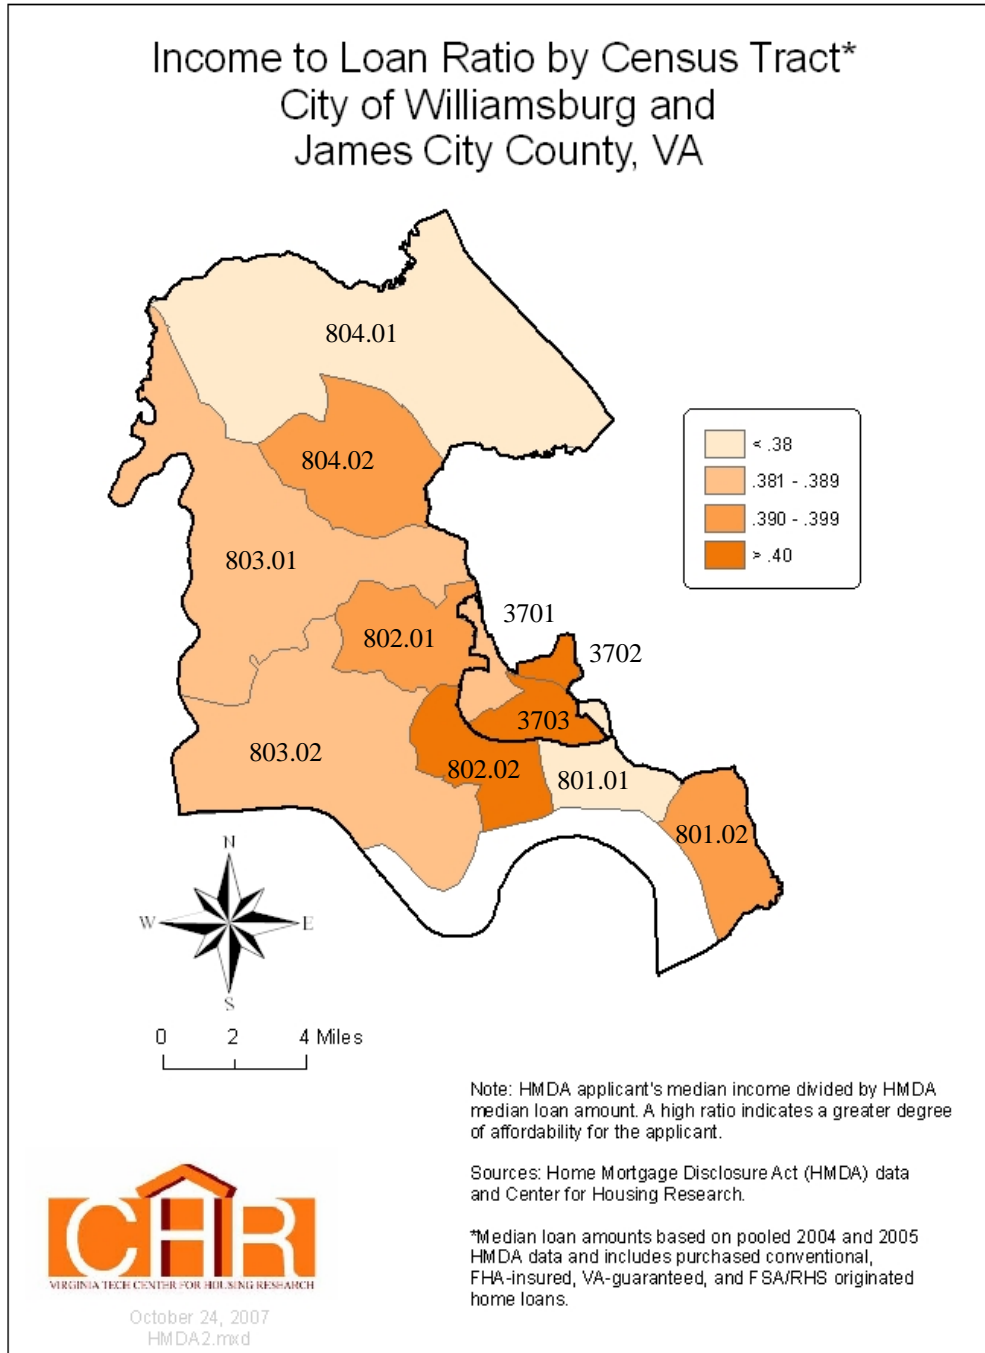 Income to Loan Ratio by Census Tract*
City of Williamsburg and
James City County, VA
804.01
< .38
804.02
.381 - .389
.390 - .399
> .40
803.01
3701
802.01
3702
3703
803.02
802.02
801.01
801.02
N
W
E
S
0 2 4 Miles
Note: HMDA applicant's median income divided by HMDA
median loan amount. A high ratio indicates a greater degree
of affordability for the applicant.
Sources: Home Mortgage Disclosure Act (HMDA) data
and Center for Housing Research.
*Median loan amounts based on pooled 2004 and 2005
HMDA data and includes purchased conventional,
FHA-insured, VA-guaranteed, and FSA/RHS originated
home loans.
CHR
VIRGINIA TECH CENTER FOR HOUSING RESEARCH
October 24, 2007
HMDA2.mxd